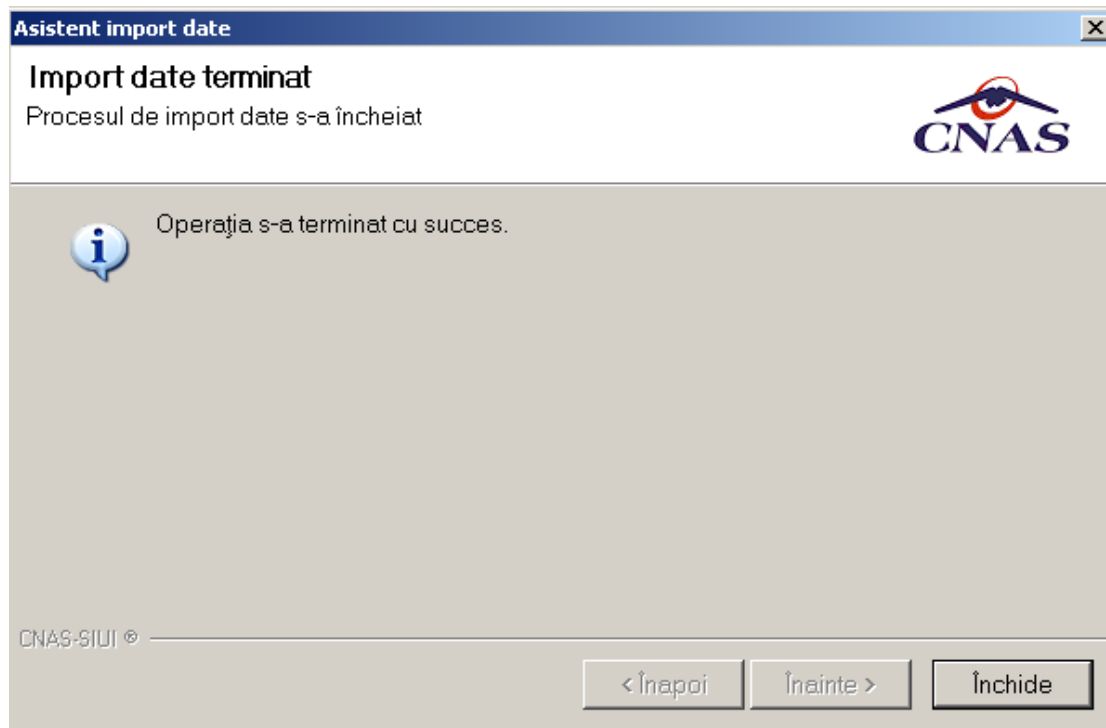 Asistent import date
Import date terminat
Procesul de import date s-a încheiat
CNAS
Operaţia s-a terminat cu succes.
CNAS-SIUI ®
< Înapoi
Înainte >
Închide